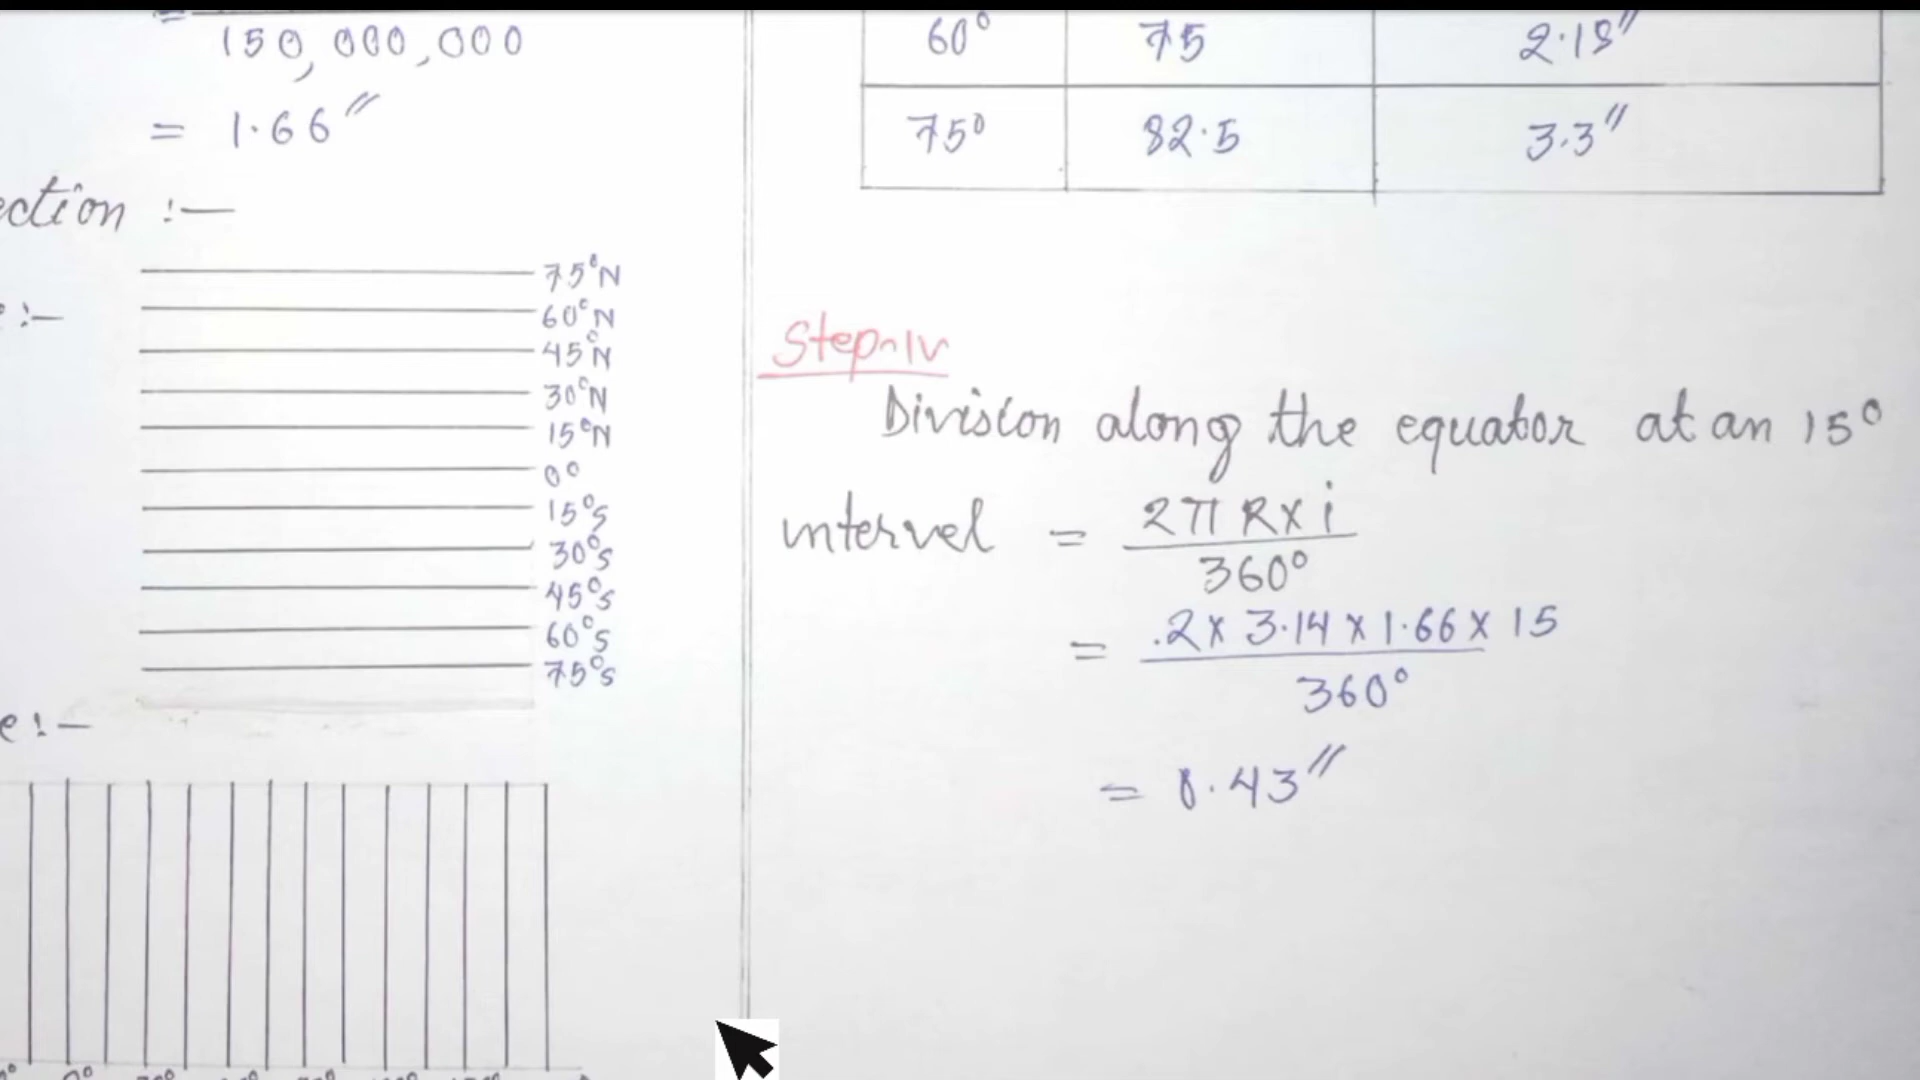 150,000,000
= 1.66"
ection :—
75°N
:—
60°N
45°N
30°N
15°N
0°
15°S
30°S
45°S
60°S
75°S
e :—
60° 75 2.18"
75° 82.5 3.3"
Step-IV
Division along the equator at an 15°
intervel = 2π R x i
360°
= .2 x 3.14 x 1.66 x 15
360°
= 0.43"